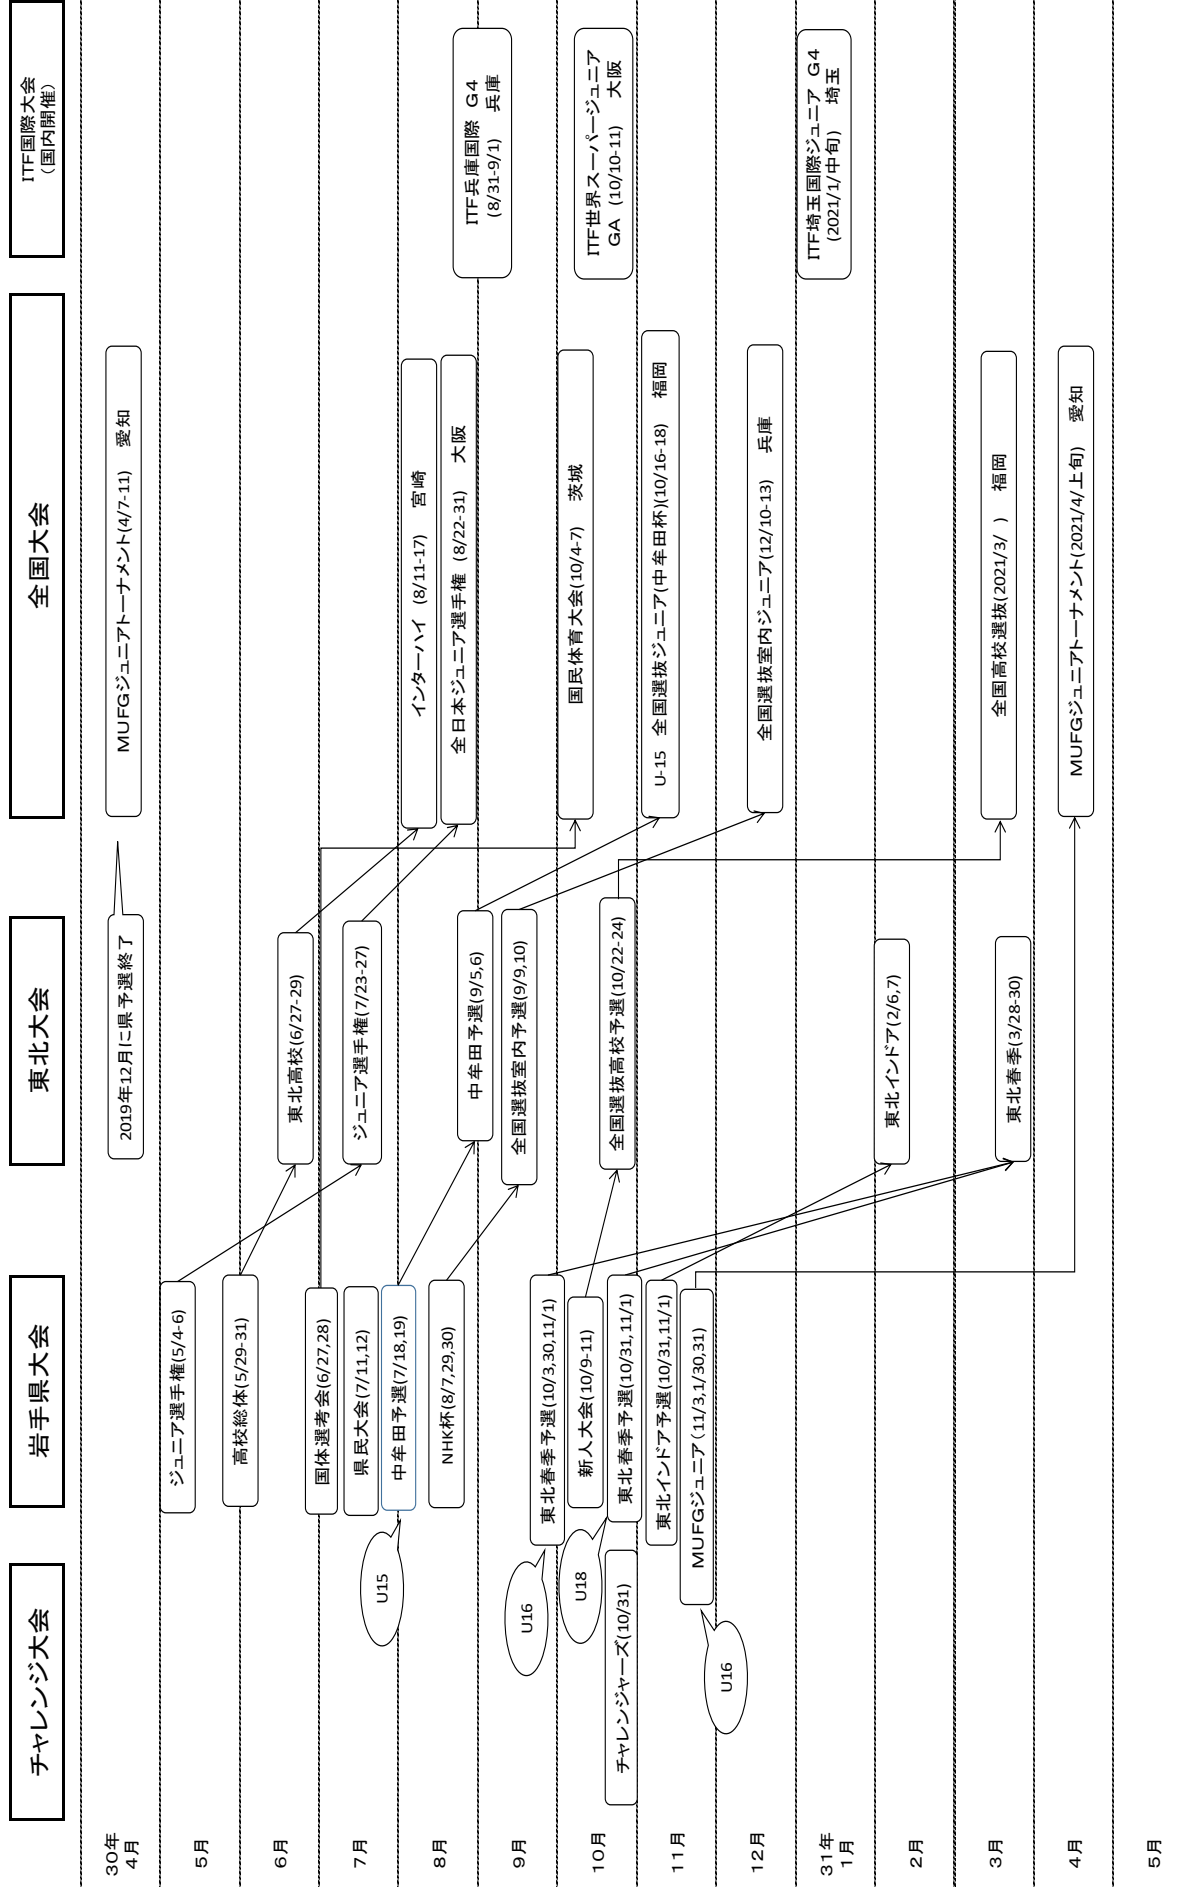 チャレンジ大会
岩手県大会
東北大会
全国大会
ITF国際大会
(国内開催)
30年
4月
2019年12月に県予選終了
MUFGジュニアトーナメント(4/7-11)　愛知
5月
ジュニア選手権(5/4-6)
高校総体(5/29-31)
6月
国体選考会(6/27,28)
東北高校(6/27-29)
7月
県民大会(7/11,12)
中牟田予選(7/18,19)
U15
ジュニア選手権(7/23-27)
8月
NHK杯(8/7,29,30)
インターハイ (8/11-17)　宮崎
全日本ジュニア選手権 (8/22-31)　大阪
ITF兵庫国際 G4
(8/31-9/1)　兵庫
9月
中牟田予選(9/5,6)
全国選抜室内予選(9/9,10)
東北春季予選(10/3,30,11/1)
U16
10月
新人大会(10/9-11)
U18
東北春季予選(10/31,11/1)
チャレンジャーズ(10/31)
全国選抜高校予選(10/22-24)
国民体育大会(10/4-7)　茨城
ITF世界スーパージュニア
GA (10/10-11)　大阪
11月
東北インドア予選(10/31,11/1)
MUFGジュニア(11/3,1/30,31)
U16
U-15 全国選抜ジュニア(中牟田杯)(10/16-18)　福岡
12月
全国選抜室内ジュニア(12/10-13)　兵庫
31年
1月
ITF埼玉国際ジュニア G4
(2021/1/中旬)　埼玉
2月
東北インドア(2/6,7)
3月
東北春季(3/28-30)
全国高校選抜(2021/3/ )　福岡
4月
MUFGジュニアトーナメント(2021/4/上旬)　愛知
5月